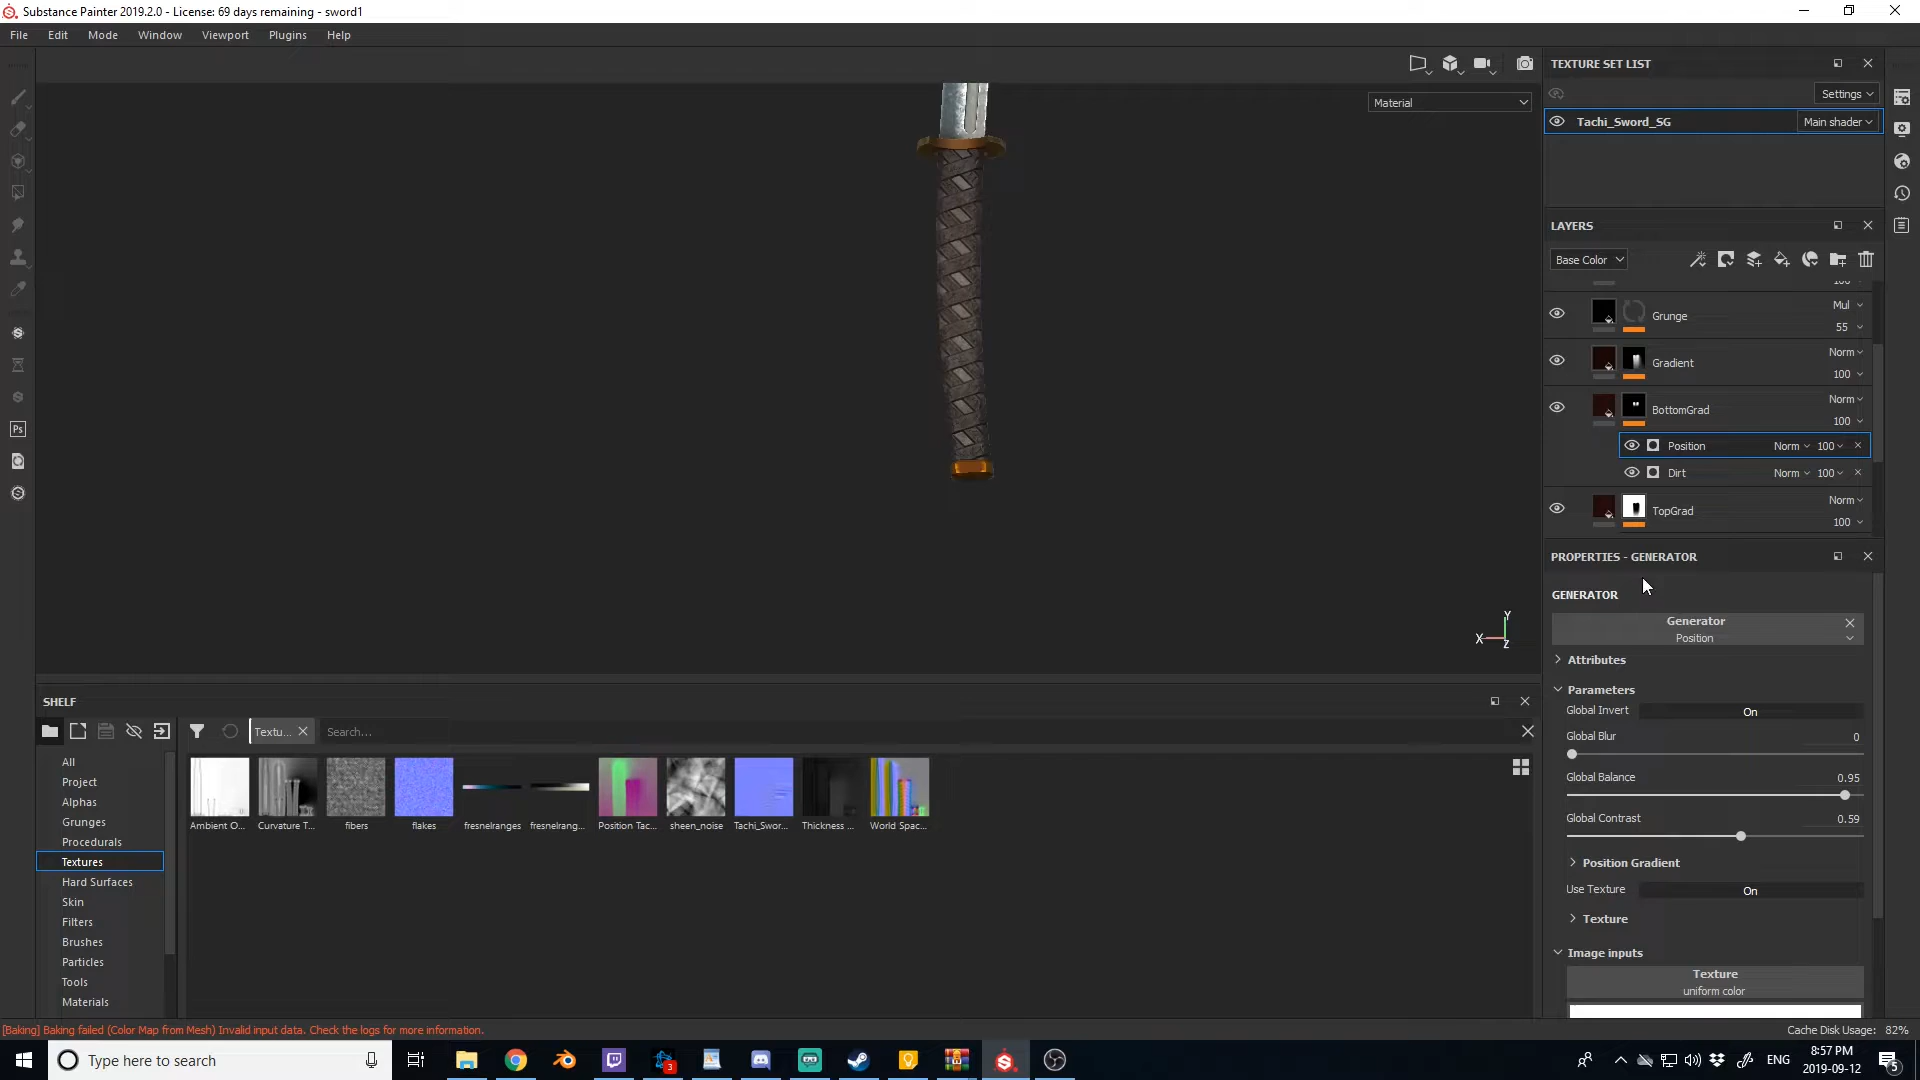 Substance Painter 2019.2.0 - License: 69 days remaining - sword1
File Edit Mode Window Viewport Plugins Help
Material
Y
X
Z
TEXTURE SET LIST
Settings
Tachi_Sword_SG Main shader
LAYERS
Base Color
100
Grunge Mul
55
Gradient Norm
100
BottomGrad Norm
100
Position Norm 100
Dirt Norm 100
TopGrad Norm
100
PROPERTIES - GENERATOR
GENERATOR
Generator
Position
Attributes
Parameters
Global Invert On
Global Blur 0
Global Balance 0.95
Global Contrast 0.59
Position Gradient
Use Texture On
Texture
Image inputs
Texture
uniform color
SHELF
Textu... Search...
All
Project
Alphas
Grunges
Procedurals
Textures
Hard Surfaces
Skin
Filters
Brushes
Particles
Tools
Materials
Ambient O... Curvature T... fibers flakes fresnelranges fresnelrang... Position Tac... sheen_noise Tachi_Swor... Thickness ... World Spac...
Ps
[Baking] Baking failed (Color Map from Mesh) Invalid input data. Check the logs for more information.
Cache Disk Usage: 82%
Type here to search
3
ENG
8:57 PM
2019-09-12
5